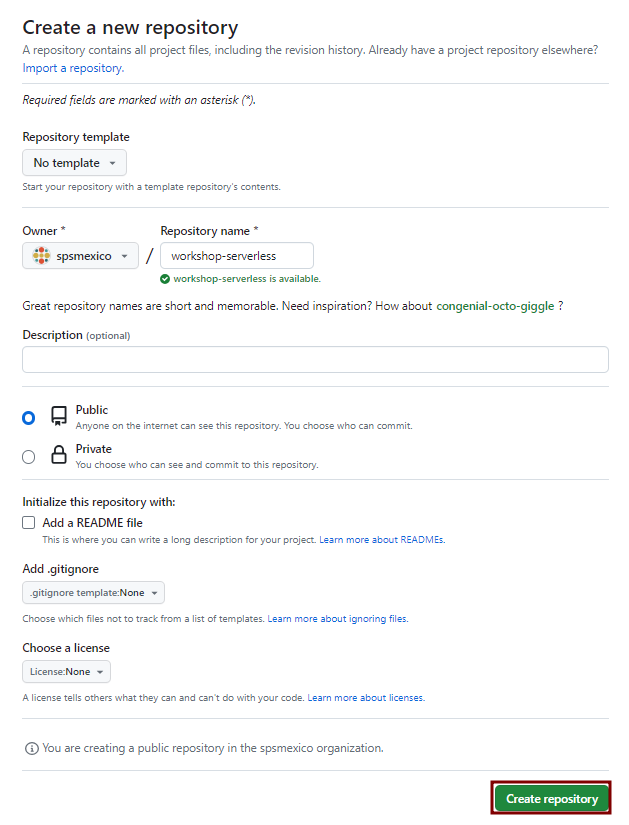 Create a new repository
A repository contains all project files, including the revision history. Already have a project repository elsewhere?
Import a repository.
Required fields are marked with an asterisk (*).
Repository template
No template
Start your repository with a template repository's contents.
Owner *
Repository name *
spsmexico
/
workshop-serverless
workshop-serverless is available.
Great repository names are short and memorable. Need inspiration? How about congenial-octo-giggle ?
Description (optional)
Public
Anyone on the internet can see this repository. You choose who can commit.
Private
You choose who can see and commit to this repository.
Initialize this repository with:
Add a README file
This is where you can write a long description for your project. Learn more about READMEs.
Add .gitignore
.gitignore template:None
Choose which files not to track from a list of templates. Learn more about ignoring files.
Choose a license
License:None
A license tells others what they can and can't do with your code. Learn more about licenses.
You are creating a public repository in the spsmexico organization.
Create repository